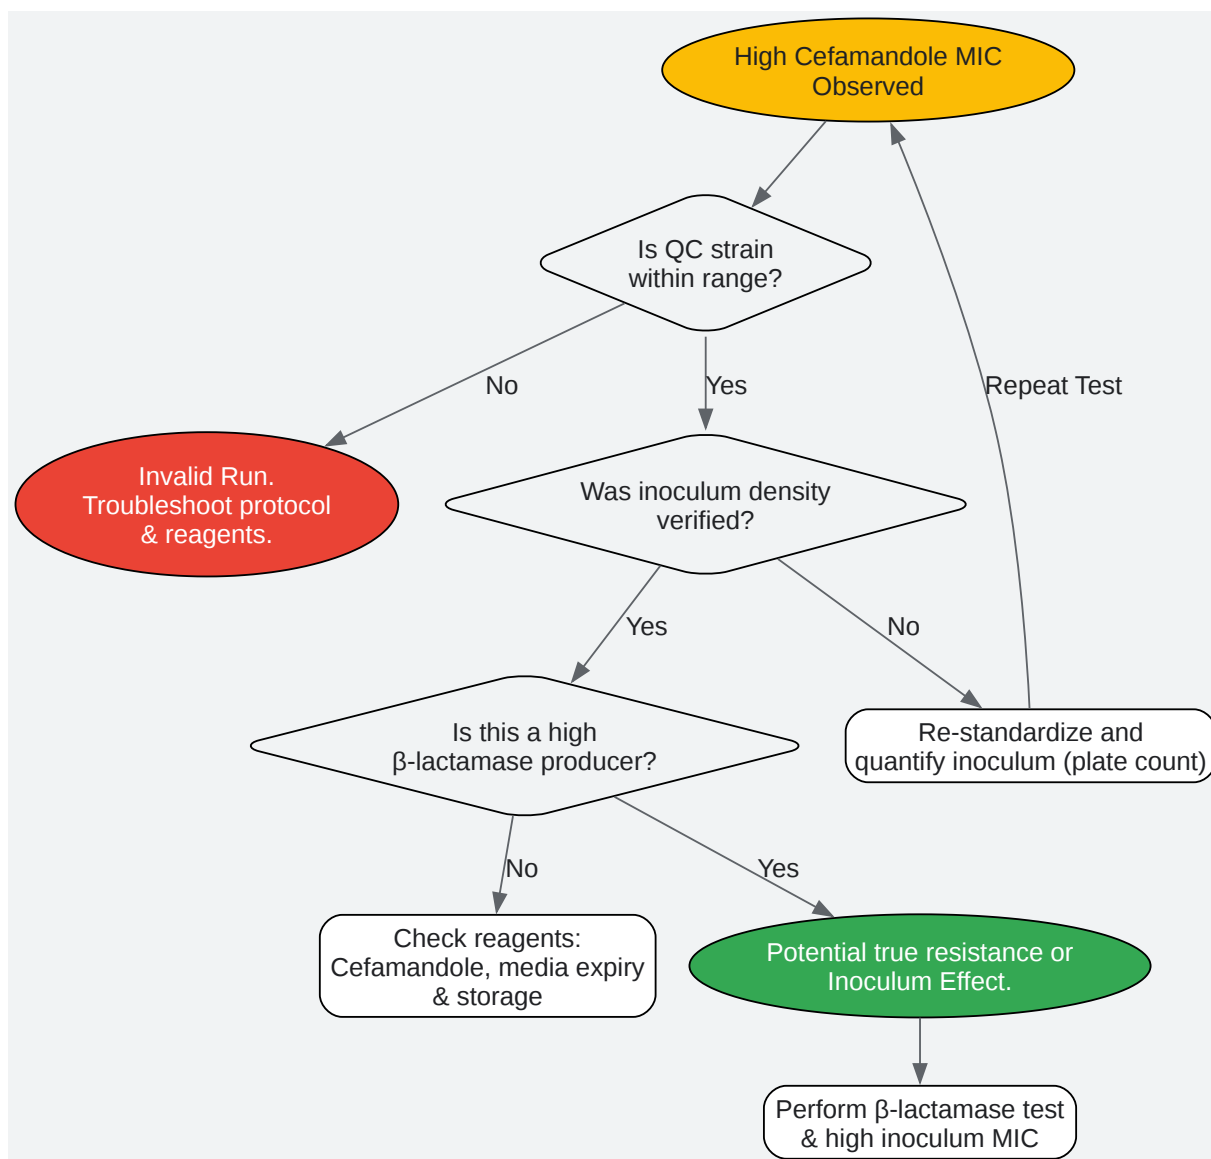 High Cefamandole MIC
Observed
Is QC strain
within range?
No
Yes
Repeat Test
Invalid Run.
Troubleshoot protocol
& reagents.
Was inoculum density
verified?
Yes
No
Is this a high
β-lactamase producer?
Re-standardize and
quantify inoculum (plate count)
No
Yes
Check reagents:
Cefamandole, media expiry
& storage
Potential true resistance or
Inoculum Effect.
Perform β-lactamase test
& high inoculum MIC